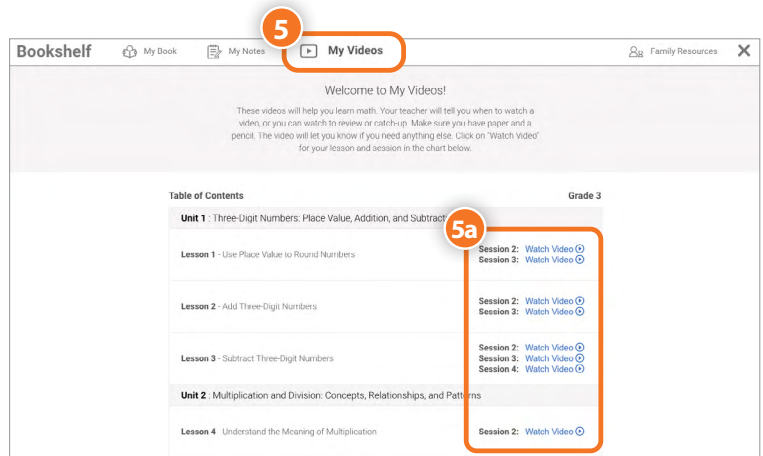 5
Bookshelf My Book My Notes My Videos Family Resources
Welcome to My Videos!
These videos will help you learn math. Your teacher will tell you when to watch a
video, or you can watch to review or catch-up. Make sure you have paper and a
pencil. The video will let you know if you need anything else. Click on "Watch Video"
for your lesson and session in the chart below.
Table of Contents Grade 3
Unit 1 : Three-Digit Numbers: Place Value, Addition, and
5a
Lesson 1 - Use Place Value to Round Numbers
Session 2: Watch Video
Session 3: Watch Video
Lesson 2 - Add Three-Digit Numbers
Session 2: Watch Video
Session 3: Watch Video
Lesson 3 - Subtract Three-Digit Numbers
Session 2: Watch Video
Session 3: Watch Video
Session 4: Watch Video
Unit 2 : Multiplication and Division: Concepts, Relationships, and Patterns
Lesson 4 Understand the Meaning of Multiplication
Session 2: Watch Video